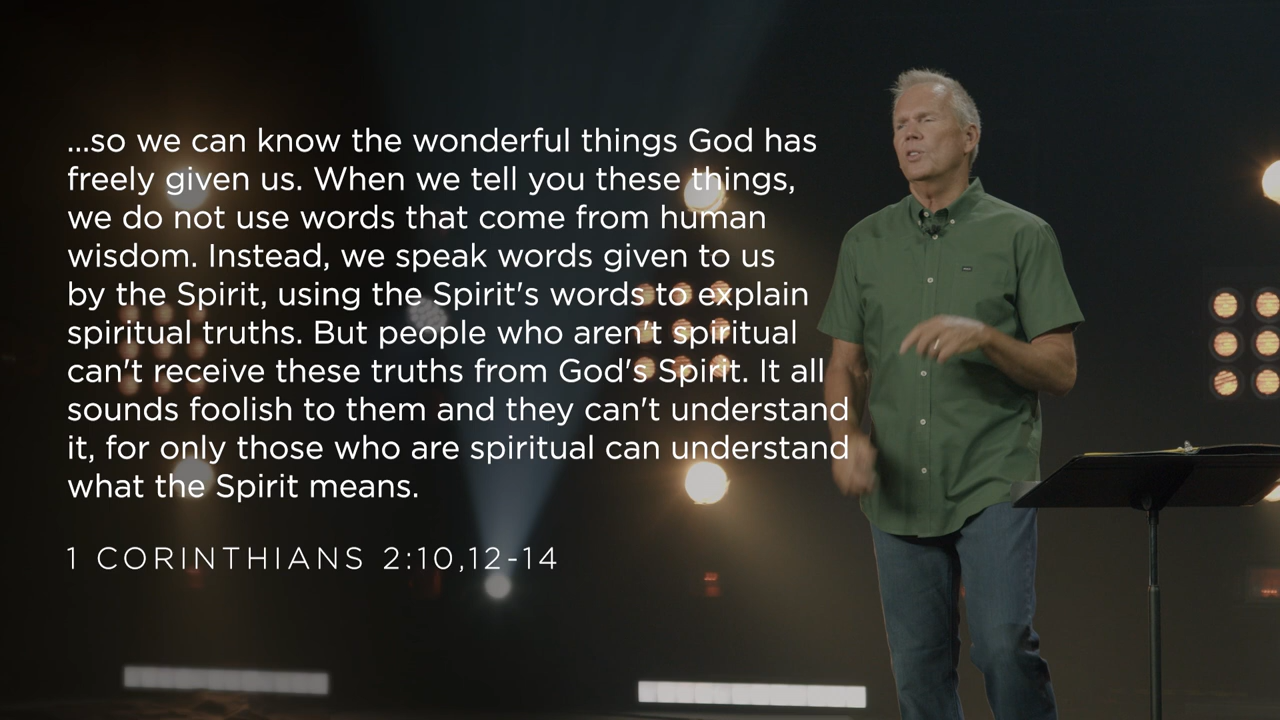 ...so we can know the wonderful things God has
freely given us. When we tell you these things,
we do not use words that come from human
wisdom. Instead, we speak words given to us
by the Spirit, using the Spirit's words to explain
spiritual truths. But people who aren't spiritual
can't receive these truths from God's Spirit. It all
sounds foolish to them and they can't understand
it, for only those who are spiritual can understand
what the Spirit means.
1 CORINTHIANS 2:10,12-14